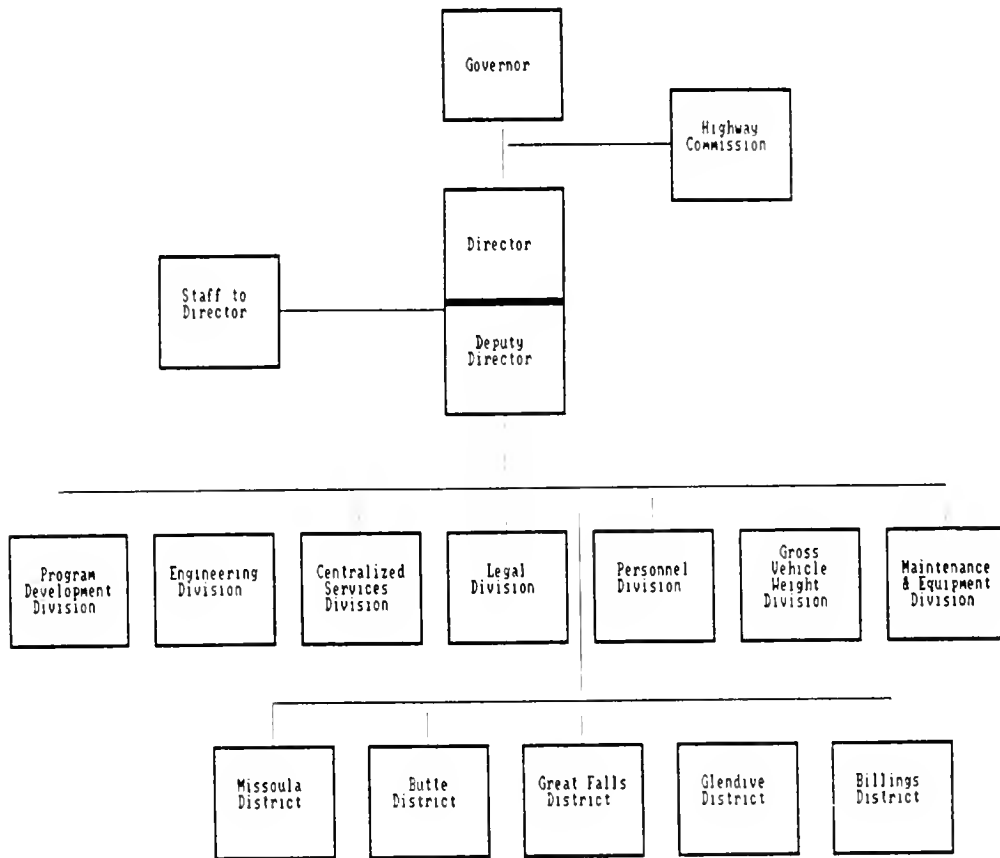 Governor
Highway
Commission
Director
Staff to
Director
Deputy
Director
Program
Development
Division
Engineering
Division
Centralized
Services
Division
Legal
Division
Personnel
Division
Gross
Vehicle
Weight
Division
Maintenance
& Equipment
Division
Missoula
District
Butte
District
Great Falls
District
Glendive
District
Billings
District